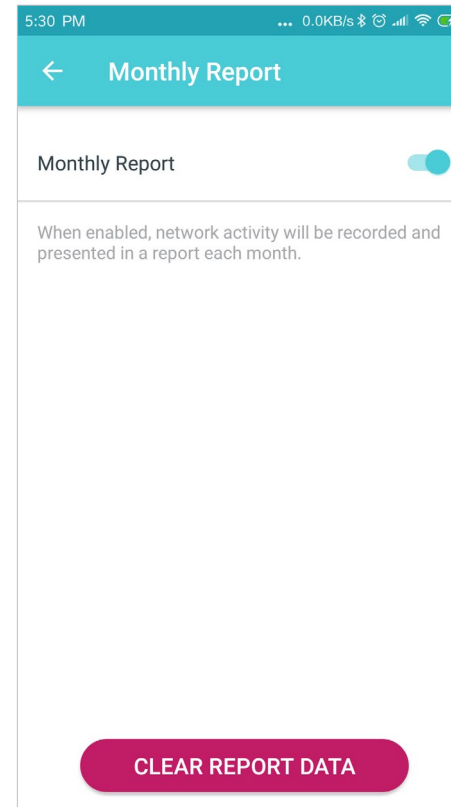 5:30 PM ... 0.0KB/s
Monthly Report
Monthly Report
When enabled, network activity will be recorded and
presented in a report each month.
CLEAR REPORT DATA